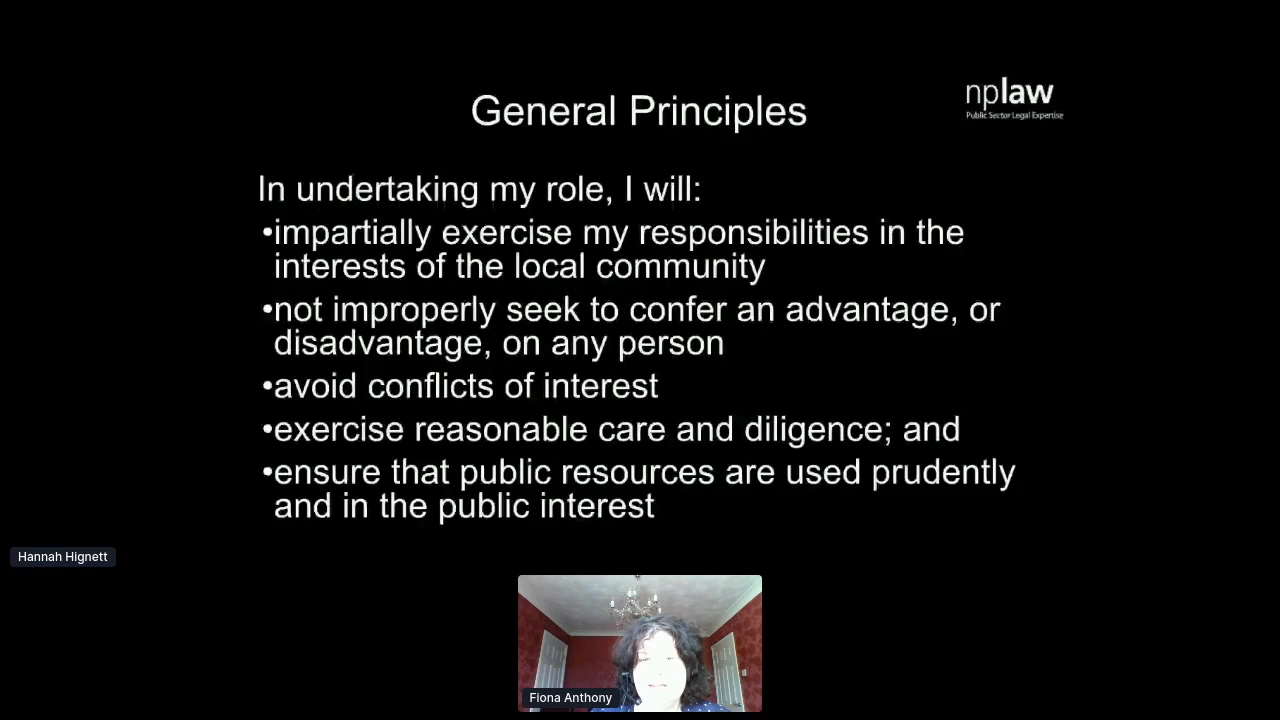 General Principles
nplaw
Public Sector Legal Expertise
In undertaking my role, I will:
•impartially exercise my responsibilities in the
interests of the local community
•not improperly seek to confer an advantage, or
disadvantage, on any person
•avoid conflicts of interest
•exercise reasonable care and diligence; and
•ensure that public resources are used prudently
and in the public interest
Hannah Hignett
Fiona Anthony